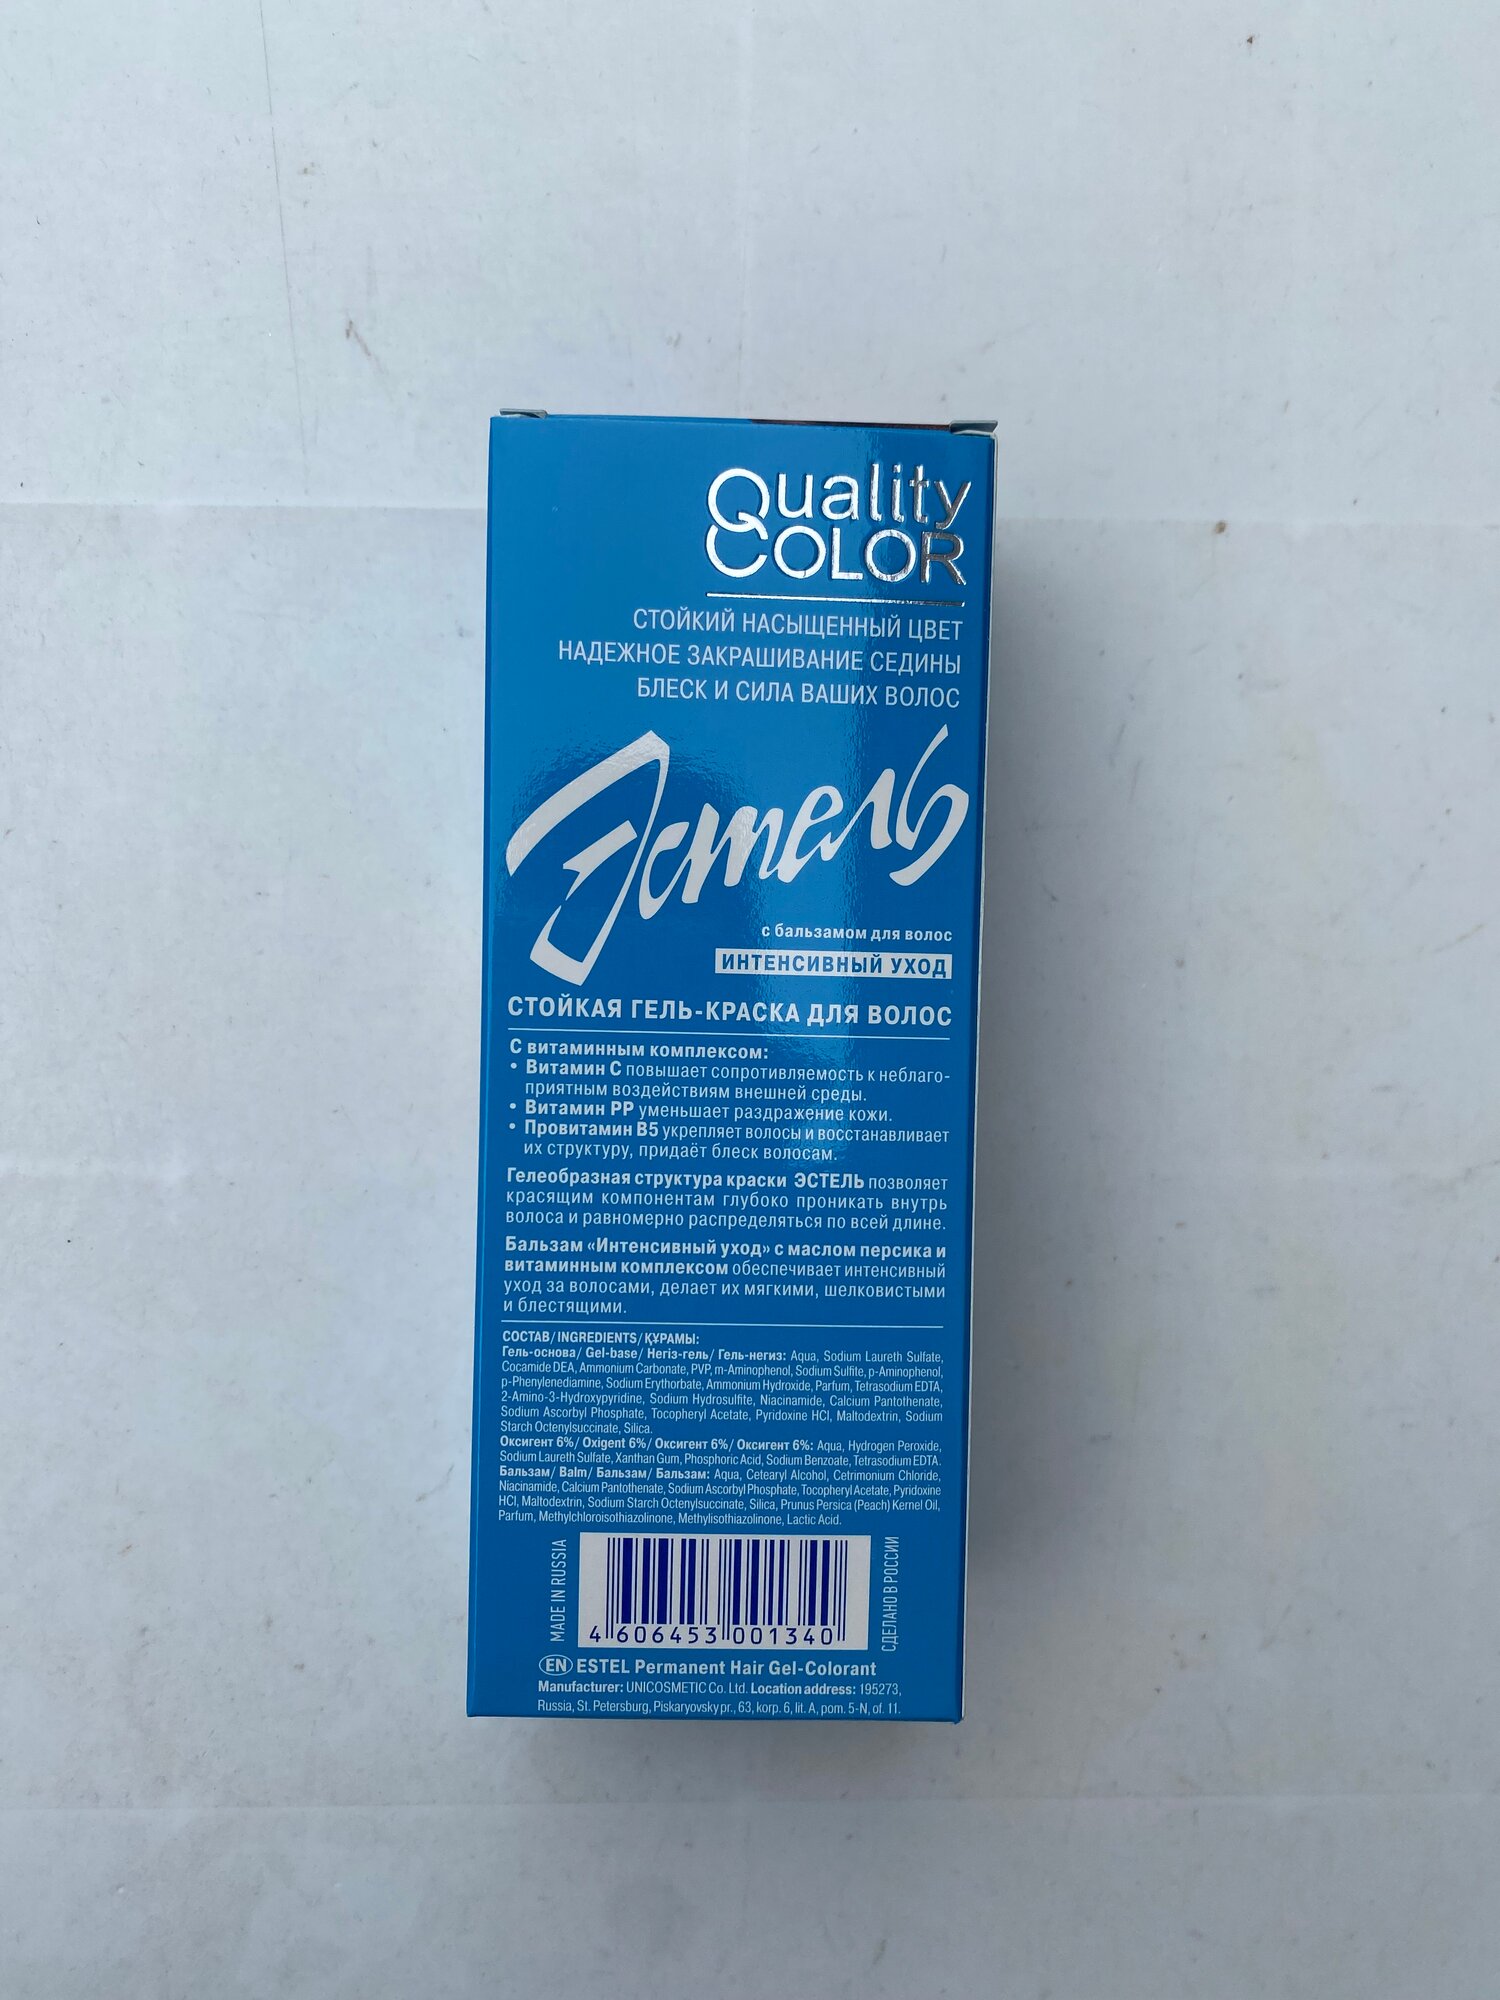 Quality
COLOR
СТОЙКИЙ НАСЫЩЕННЫЙ ЦВЕТ
НАДЕЖНОЕ ЗАКРАШИВАНИЕ СЕДИНЫ
БЛЕСК И СИЛА ВАШИХ ВОЛОС
Эстель
с бальзамом для волос
ИНТЕНСИВНЫЙ УХОД
СТОЙКАЯ ГЕЛЬ-КРАСКА ДЛЯ ВОЛОС
С витаминным комплексом:
• Витамин С повышает сопротивляемость к неблаго-
приятным воздействиям внешней среды.
• Витамин РР уменьшает раздражение кожи.
• Провитамин В5 укрепляет волосы и восстанавливает
их структуру, придаёт блеск волосам.
Гелеобразная структура краски ЭСТЕЛЬ позволяет
красящим компонентам глубоко проникать внутрь
волоса и равномерно распределяться по всей длине.
Бальзам «Интенсивный уход» с маслом персика и
витаминным комплексом обеспечивает интенсивный
уход за волосами, делает их мягкими, шелковистыми
и блестящими.
СОСТАВ/ INGREDIENTS/ ҚҰРАМЫ:
Гель-основа/ Gel-base/ Негіз-гель/ Гель-негиз: Aqua, Sodium Laureth Sulfate,
Cocamide DEA, Ammonium Carbonate, PVP, m-Aminophenol, Sodium Sulfite, p-Aminophenol,
p-Phenylenediamine, Sodium Erythorbate, Ammonium Hydroxide, Parfum, Tetrasodium EDTA,
2-Amino-3-Hydroxypyridine, Sodium Hydrosulfite, Niacinamide, Calcium Pantothenate,
Sodium Ascorbyl Phosphate, Tocopheryl Acetate, Pyridoxine HCl, Maltodextrin, Sodium
Starch Octenylsuccinate, Silica.
Оксигент 6%/ Oxigent 6%/ Оксигент 6%/ Оксигент 6%: Aqua, Hydrogen Peroxide,
Sodium Laureth Sulfate, Xanthan Gum, Phosphoric Acid, Sodium Benzoate, Tetrasodium EDTA.
Бальзам/ Balm/ Бальзам/ Бальзам: Aqua, Cetearyl Alcohol, Cetrimonium Chloride,
Niacinamide, Calcium Pantothenate, Sodium Ascorbyl Phosphate, Tocopheryl Acetate, Pyridoxine
HCl, Maltodextrin, Sodium Starch Octenylsuccinate, Silica, Prunus Persica (Peach) Kernel Oil,
Parfum, Methylchloroisothiazolinone, Methylisothiazolinone, Lactic Acid.
MADE IN RUSSIA
4 606453 001340
СДЕЛАНО В РОССИИ
EN ESTEL Permanent Hair Gel-Colorant
Manufacturer: UNICOSMETIC Co. Ltd. Location address: 195273,
Russia, St. Petersburg, Piskaryovsky pr., 63, korp. 6, lit. A, pom. 5-N, of. 11.